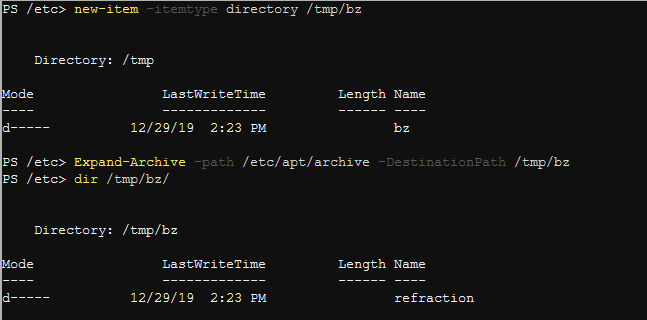 PS /etc> new-item -itemtype directory /tmp/bz
Directory: /tmp
Mode LastWriteTime Length Name
---- ------------- ------ ----
d----- 12/29/19 2:23 PM bz
PS /etc> Expand-Archive -path /etc/apt/archive -DestinationPath /tmp/bz
PS /etc> dir /tmp/bz/
Directory: /tmp/bz
Mode LastWriteTime Length Name
---- ------------- ------ ----
d----- 12/29/19 2:23 PM refraction